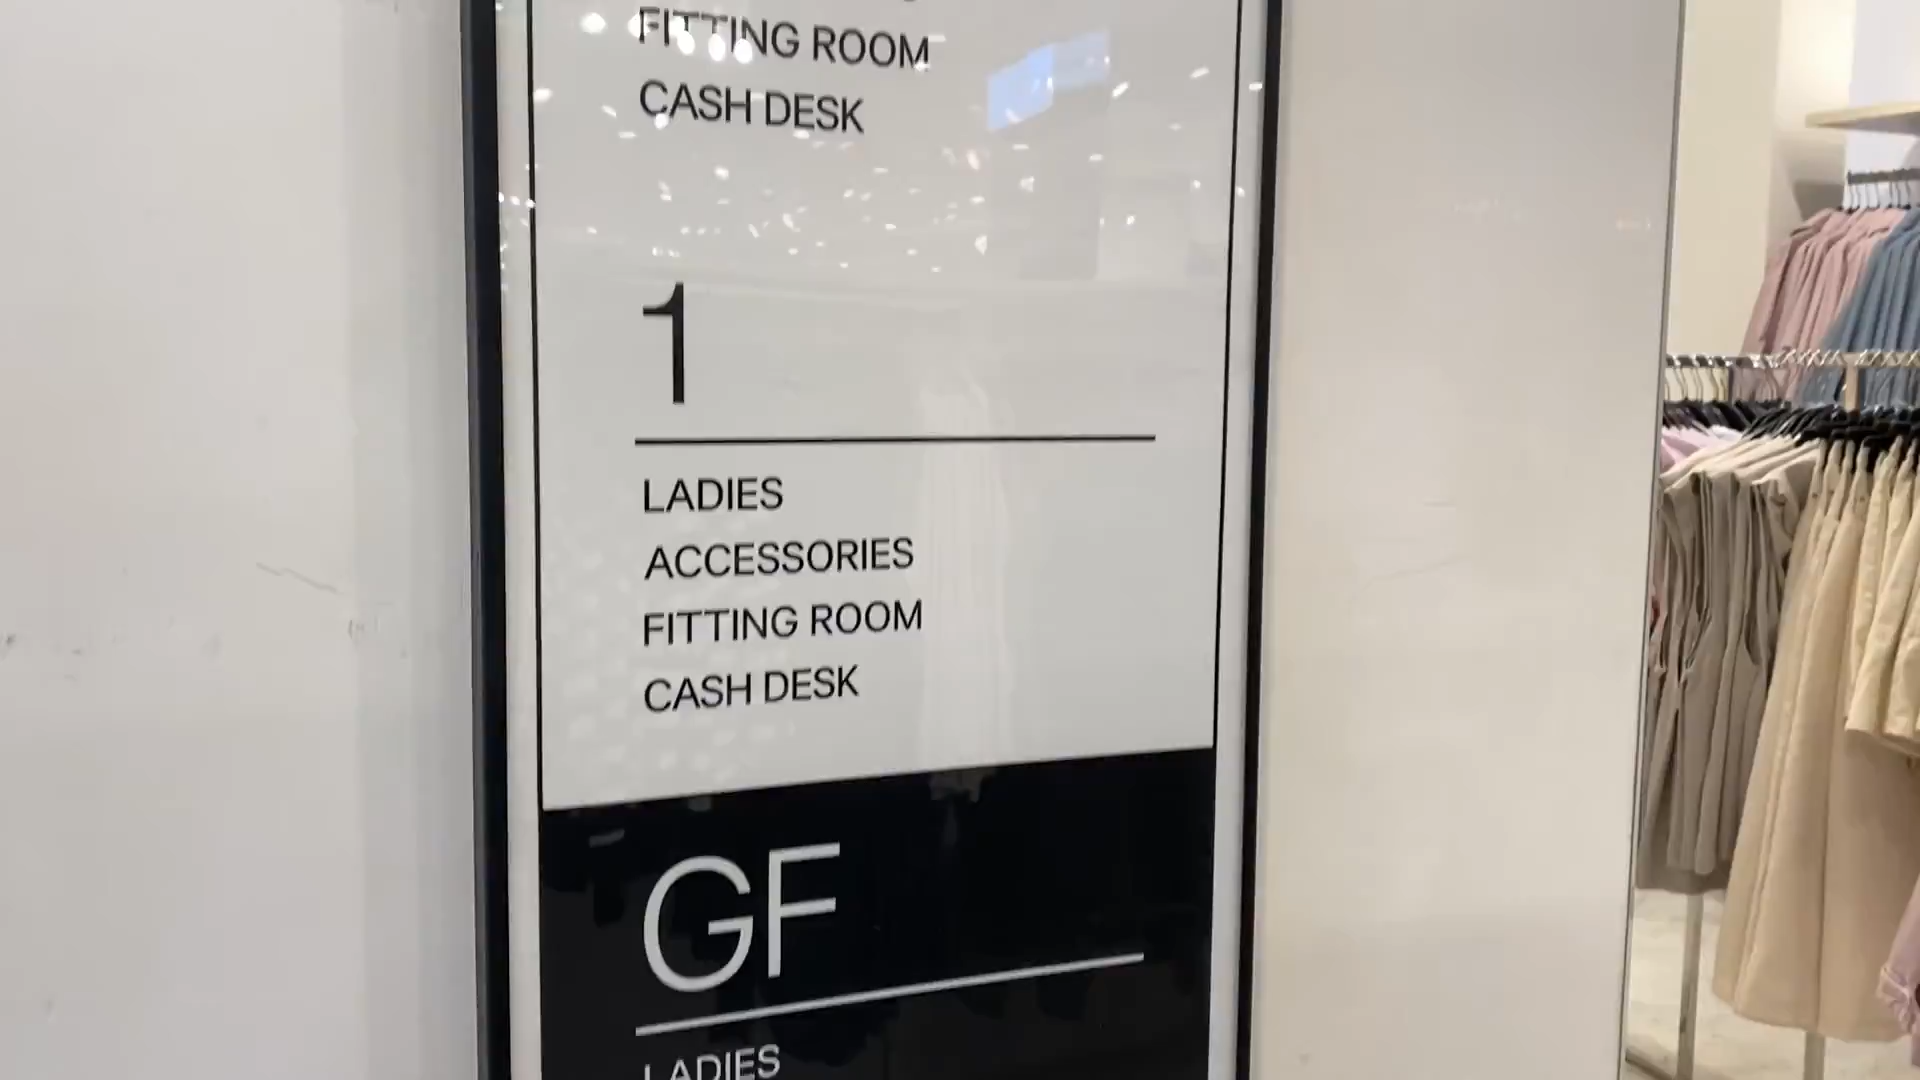 FITTING ROOM
CASH DESK
1
LADIES
ACCESSORIES
FITTING ROOM
CASH DESK
GF
LADIES